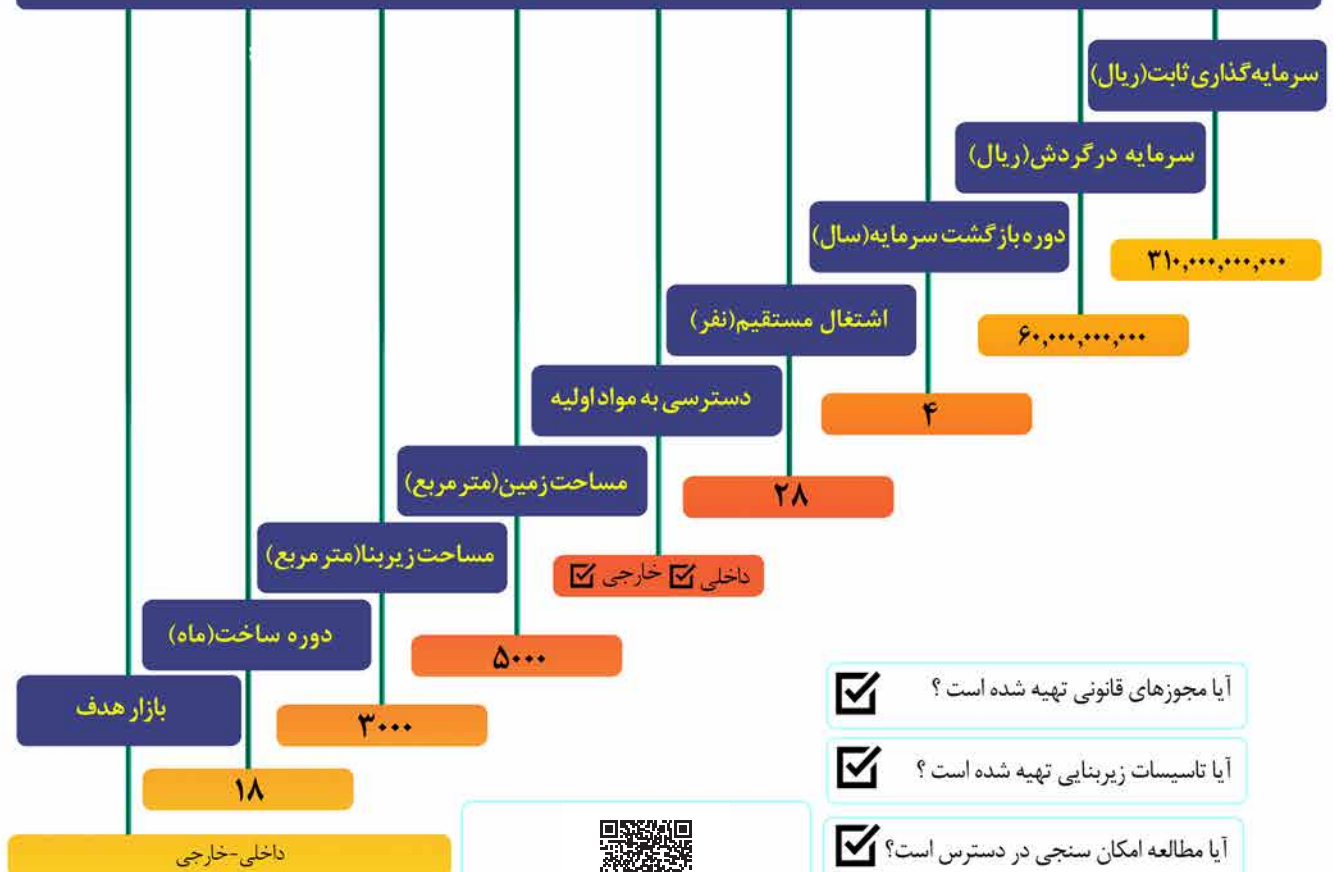 سرمایه‌گذاری ثابت(ریال)
۳۱۰,۰۰۰,۰۰۰,۰۰۰
سرمایه در گردش(ریال)
۶۰,۰۰۰,۰۰۰,۰۰۰
دوره بازگشت سرمایه(سال)
۴
اشتغال مستقیم(نفر)
۲۸
دسترسی به مواد اولیه
داخلی ☑ خارجی ☑
مساحت زمین(متر مربع)
۵۰۰۰
مساحت زیربنا(متر مربع)
۳۰۰۰
دوره ساخت(ماه)
۱۸
بازار هدف
داخلی-خارجی
آیا مجوزهای قانونی تهیه شده است ؟ ☑
آیا تاسیسات زیربنایی تهیه شده است ؟ ☑
آیا مطالعه امکان سنجی در دسترس است؟ ☑